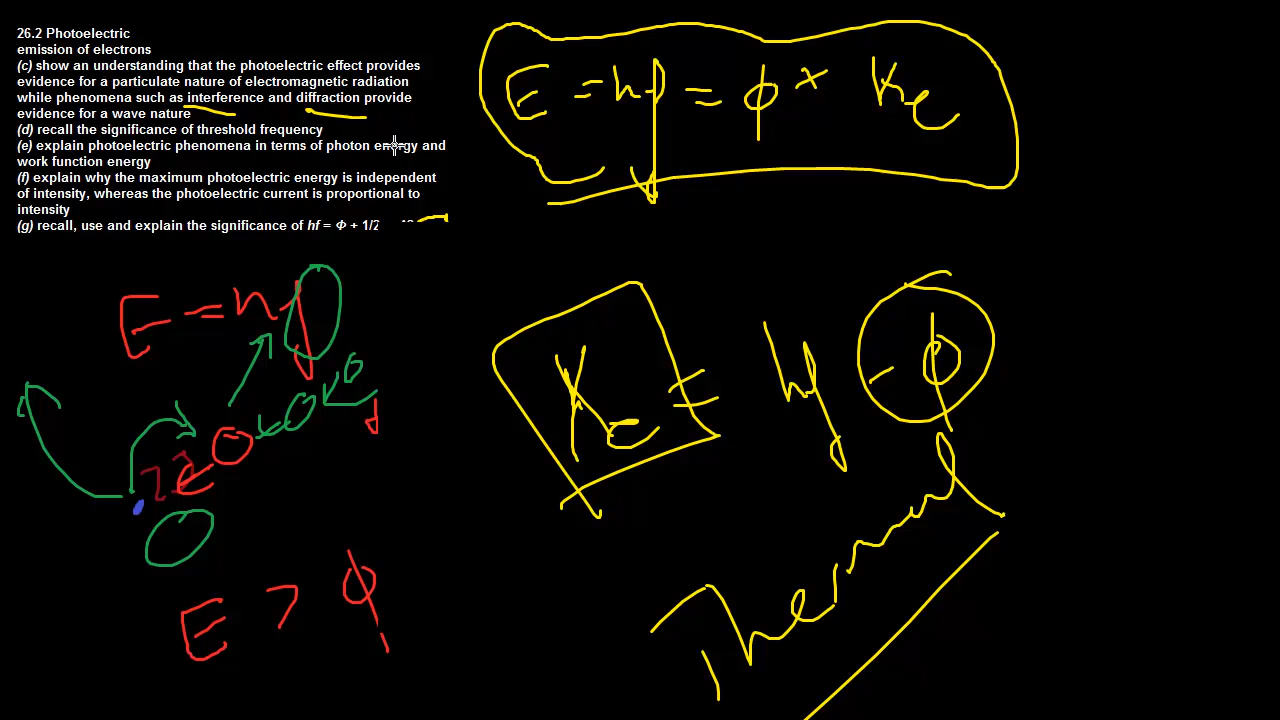 26.2 Photoelectric
emission of electrons
(c) show an understanding that the photoelectric effect provides
evidence for a particulate nature of electromagnetic radiation
while phenomena such as interference and diffraction provide
evidence for a wave nature
(d) recall the significance of threshold frequency
(e) explain photoelectric phenomena in terms of photon energy and
work function energy
(f) explain why the maximum photoelectric energy is independent
of intensity, whereas the photoelectric current is proportional to
intensity
(g) recall, use and explain the significance of hf = Φ + 1/2
E = hf = ϕ + Ke
E = hf
Ke = hf - ϕ
E > ϕ
Thermal